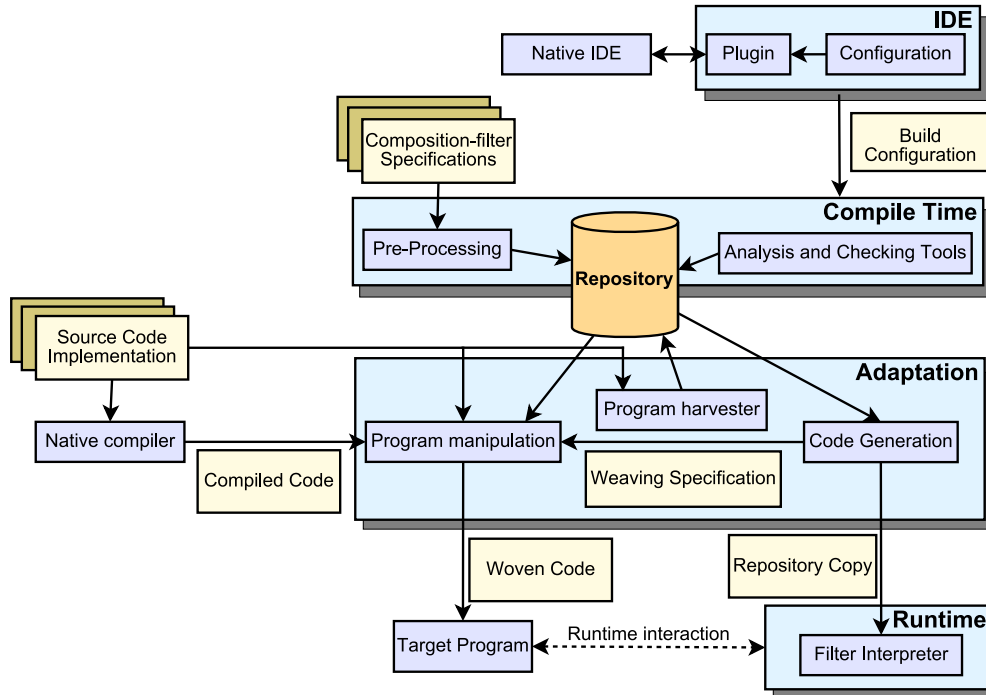 IDE
Native IDE
Plugin
Configuration
Composition-filter
Specifications
Build
Configuration
Compile Time
Pre-Processing
Repository
Analysis and Checking Tools
Source Code
Implementation
Adaptation
Program harvester
Native compiler
Program manipulation
Code Generation
Compiled Code
Weaving Specification
Woven Code
Repository Copy
Runtime
Target Program
Runtime interaction
Filter Interpreter